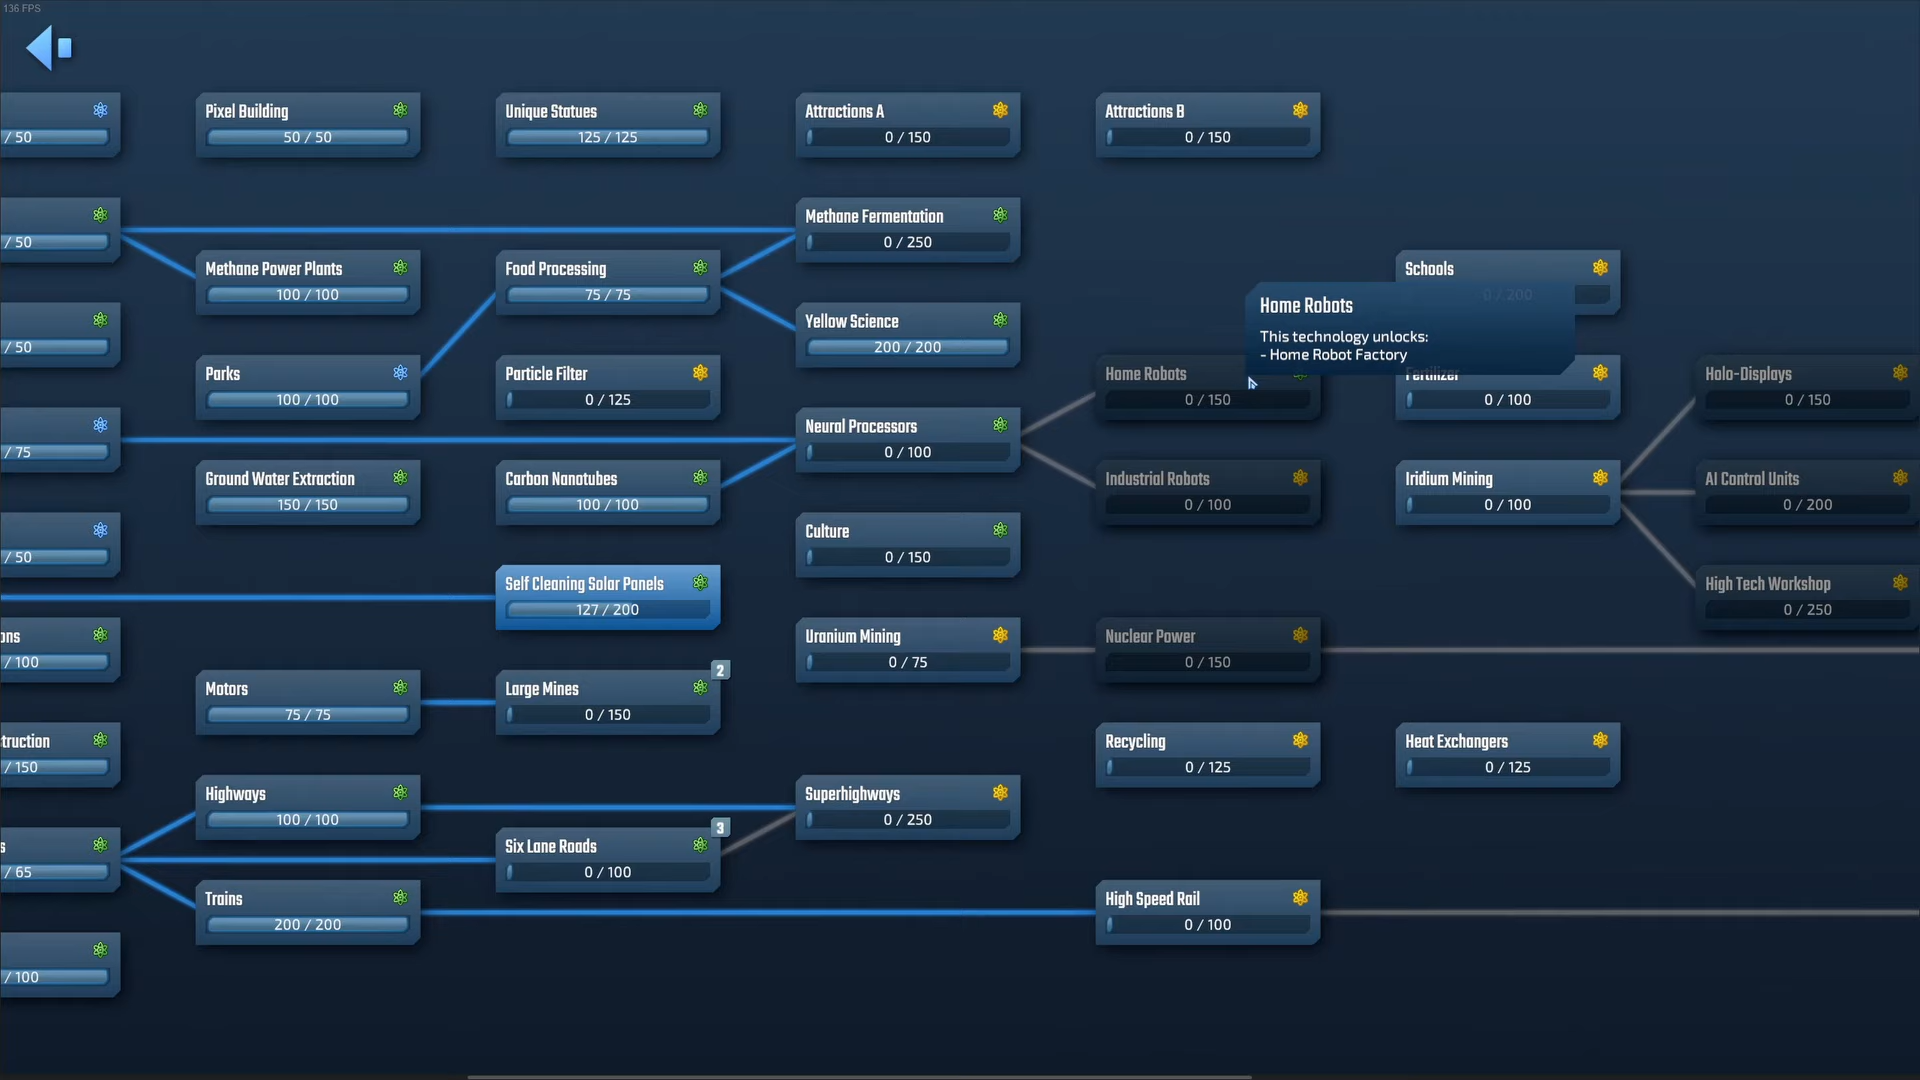 136 FPS
/ 50
Pixel Building
50 / 50
Unique Statues
125 / 125
Attractions A
0 / 150
Attractions B
0 / 150
/ 50
Methane Fermentation
0 / 250
Methane Power Plants
100 / 100
Food Processing
75 / 75
Schools
0 / 200
Home Robots
This technology unlocks:
- Home Robot Factory
/ 50
Yellow Science
200 / 200
Parks
100 / 100
Particle Filter
0 / 125
Home Robots
0 / 150
Fertilizer
0 / 100
Holo-Displays
0 / 150
/ 75
Neural Processors
0 / 100
Ground Water Extraction
150 / 150
Carbon Nanotubes
100 / 100
Industrial Robots
0 / 100
Iridium Mining
0 / 100
AI Control Units
0 / 200
/ 50
Culture
0 / 150
Self Cleaning Solar Panels
127 / 200
High Tech Workshop
0 / 250
ons
/ 100
Uranium Mining
0 / 75
Nuclear Power
0 / 150
Motors
75 / 75
2
Large Mines
0 / 150
truction
/ 150
Recycling
0 / 125
Heat Exchangers
0 / 125
Highways
100 / 100
Superhighways
0 / 250
s
/ 65
3
Six Lane Roads
0 / 100
Trains
200 / 200
High Speed Rail
0 / 100
/ 100